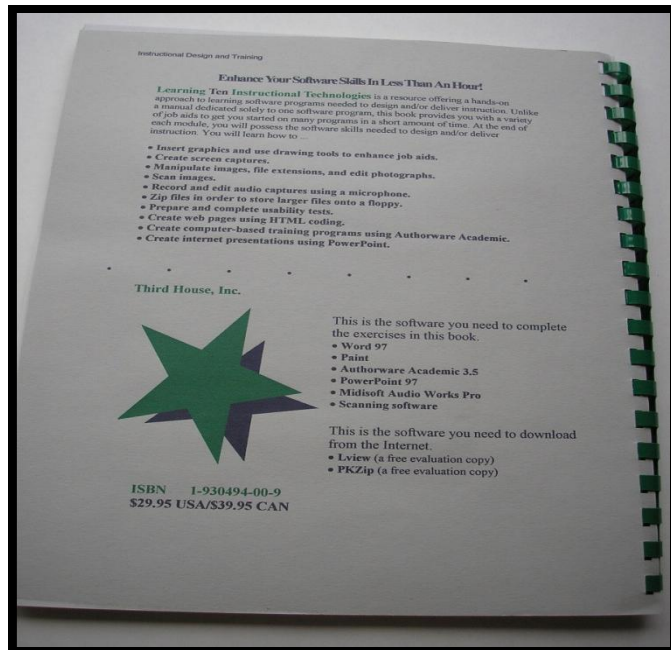 Instructional Design and Training
Enhance Your Software Skills In Less Than An Hour!
Learning Ten Instructional Technologies is a resource offering a hands-on
approach to learning software programs needed to design and/or deliver instruction. Unlike
a manual dedicated solely to one software program, this book provides you with a variety
of job aids to get you started on many programs in a short amount of time. At the end of
each module, you will possess the software skills needed to design and/or deliver
instruction. You will learn how to ...
• Insert graphics and use drawing tools to enhance job aids.
• Create screen captures.
• Manipulate images, file extensions, and edit photographs.
• Scan images.
• Record and edit audio captures using a microphone.
• Zip files in order to store larger files onto a floppy.
• Prepare and complete usability tests.
• Create web pages using HTML coding.
• Create computer-based training programs using Authorware Academic.
• Create internet presentations using PowerPoint.
Third House, Inc.
This is the software you need to complete
the exercises in this book.
• Word 97
• Paint
• Authorware Academic 3.5
• PowerPoint 97
• Midisoft Audio Works Pro
• Scanning software
This is the software you need to download
from the Internet.
• Lview (a free evaluation copy)
• PKZip (a free evaluation copy)
ISBN 1-930494-00-9
$29.95 USA/$39.95 CAN